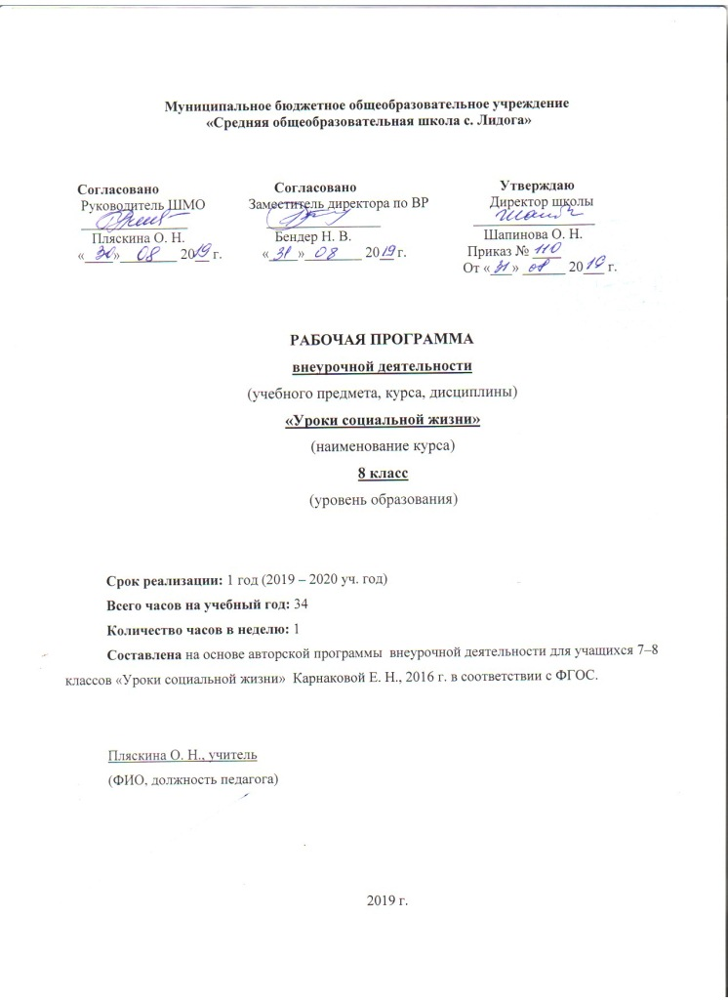 Муниципальное бюджетное общеобразовательное учреждение
«Средняя общеобразовательная школа с. Лидога»
Согласовано Согласовано Утверждаю
Руководитель ШМО Заместитель директора по ВР Директор школы
Пляскина О. Н. Бендер Н. В. Шапинова О. Н.
«30» 08 2019 г. «31» 08 2019 г. Приказ № 110
От «31» 08 2019 г.
РАБОЧАЯ ПРОГРАММА
внеурочной деятельности
(учебного предмета, курса, дисциплины)
«Уроки социальной жизни»
(наименование курса)
8 класс
(уровень образования)
Срок реализации: 1 год (2019 – 2020 уч. год)
Всего часов на учебный год: 34
Количество часов в неделю: 1
Составлена на основе авторской программы внеурочной деятельности для учащихся 7–8
классов «Уроки социальной жизни» Карнаковой Е. Н., 2016 г. в соответствии с ФГОС.
Пляскина О. Н., учитель
(ФИО, должность педагога)
2019 г.